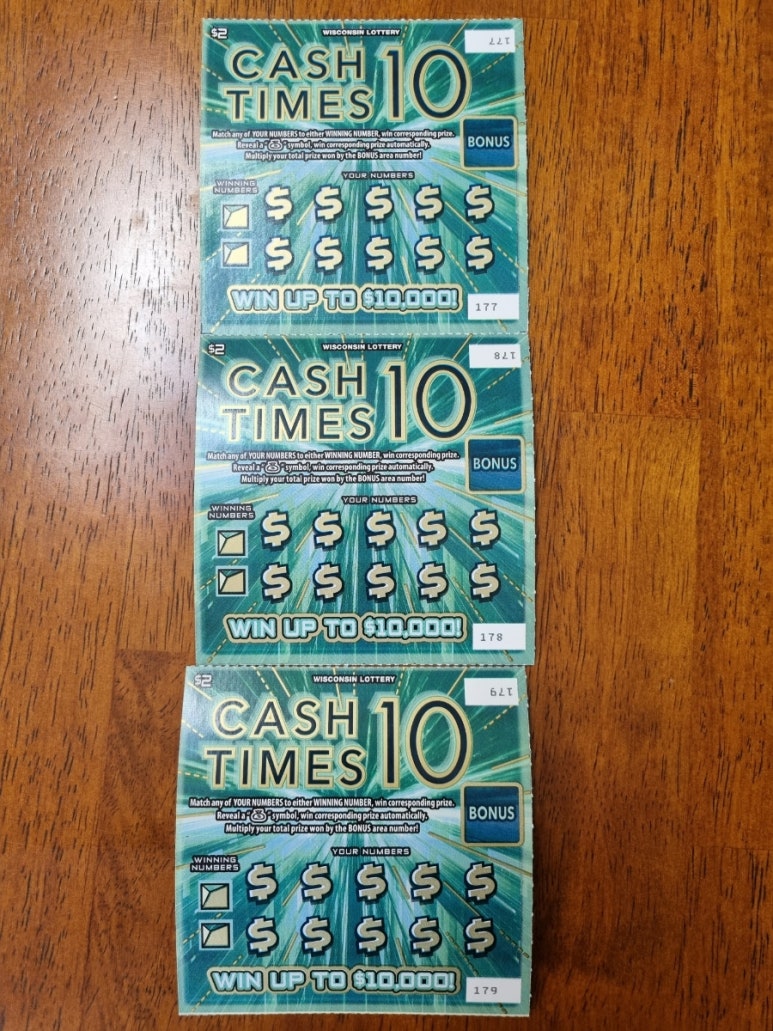 $2
WISCONSIN LOTTERY
177
CASH
TIMES 10
Match any of YOUR NUMBERS to either WINNING NUMBER, win corresponding prize.
Reveal a " " symbol, win corresponding prize automatically.
Multiply your total prize won by the BONUS area number!
BONUS
YOUR NUMBERS
WINNING
NUMBERS
$ $ $ $ $
$ $ $ $ $
WIN UP TO $10,000!
177
$2
WISCONSIN LOTTERY
178
CASH
TIMES 10
Match any of YOUR NUMBERS to either WINNING NUMBER, win corresponding prize.
Reveal a " " symbol, win corresponding prize automatically.
Multiply your total prize won by the BONUS area number!
BONUS
YOUR NUMBERS
WINNING
NUMBERS
$ $ $ $ $
$ $ $ $ $
WIN UP TO $10,000!
178
$2
WISCONSIN LOTTERY
179
CASH
TIMES 10
Match any of YOUR NUMBERS to either WINNING NUMBER, win corresponding prize.
Reveal a " " symbol, win corresponding prize automatically.
Multiply your total prize won by the BONUS area number!
BONUS
YOUR NUMBERS
WINNING
NUMBERS
$ $ $ $ $
$ $ $ $ $
WIN UP TO $10,000!
179